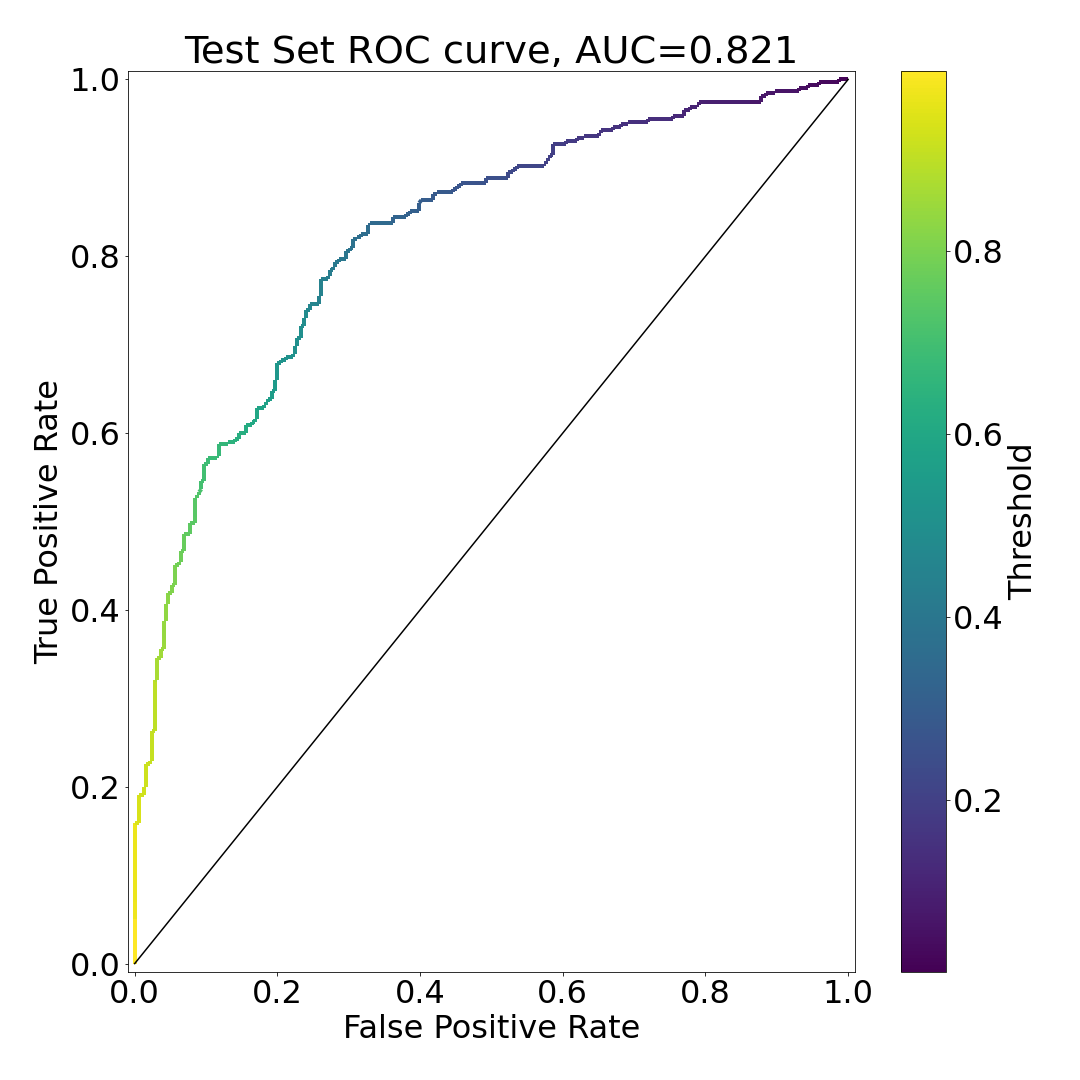 Test Set ROC curve, AUC=0.821
1.0
0.8
0.6
0.4
0.2
0.0
True Positive Rate
0.0 0.2 0.4 0.6 0.8 1.0
False Positive Rate
0.8
0.6
0.4
0.2
Threshold